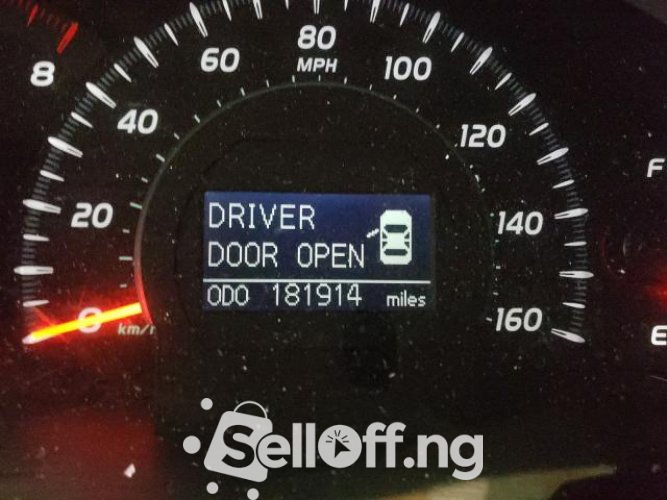 80
MPH
60
100
8
40
120
F
20
DRIVER
140
DOOR OPEN
ODO 181914 miles
0
km/h
160
E
SellOff.ng